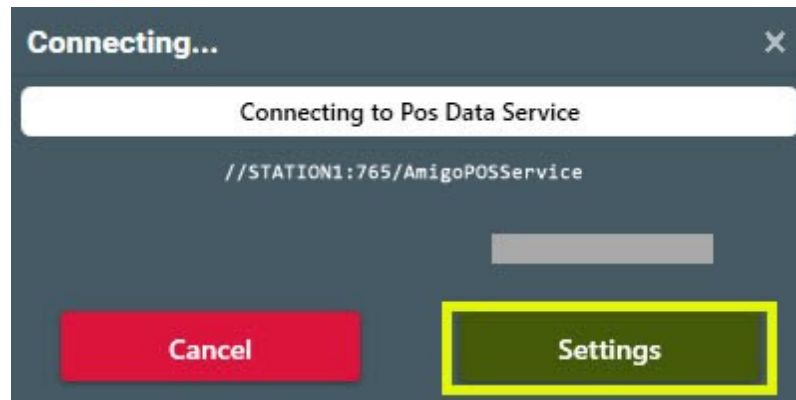 Connecting...
Connecting to Pos Data Service
//STATION1:765/AmigoPOSService
Cancel
Settings